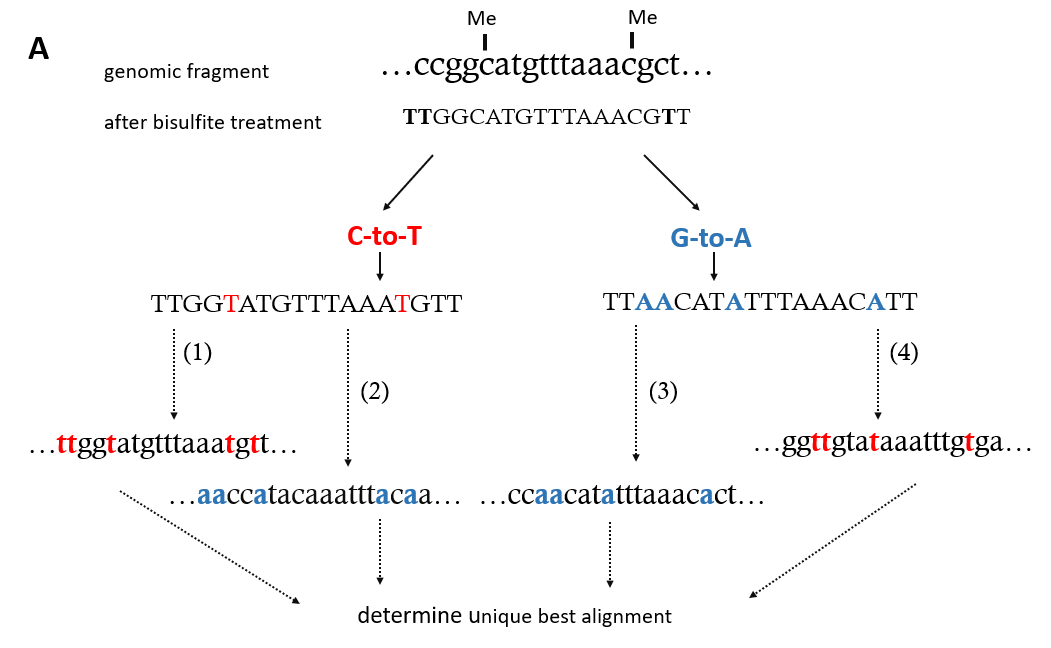 Me Me
A
genomic fragment …ccggcatgtttaaacgct…
after bisulfite treatment TTGGCATGTTTAAACGTT
C-to-T G-to-A
TTGGTATGTTTAAATGTT TTAACATATTTAAACATT
(1) (4)
(2) (3)
…ttggtatgtttaaatgtt… …ggttgtataaatttgtga…
…aaccatacaaatttacaa… …ccaacatatttaaacact…
determine unique best alignment